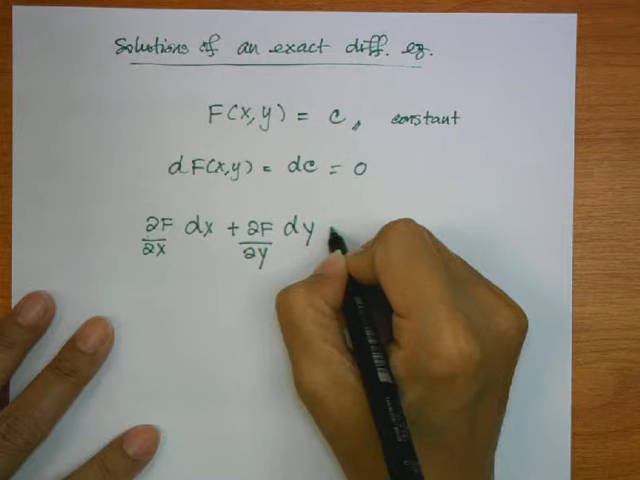 Solutions of an exact diff. eq.
F(x,y) = c, constant
dF(x,y) = dc = 0
∂F/∂x dx + ∂F/∂y dy